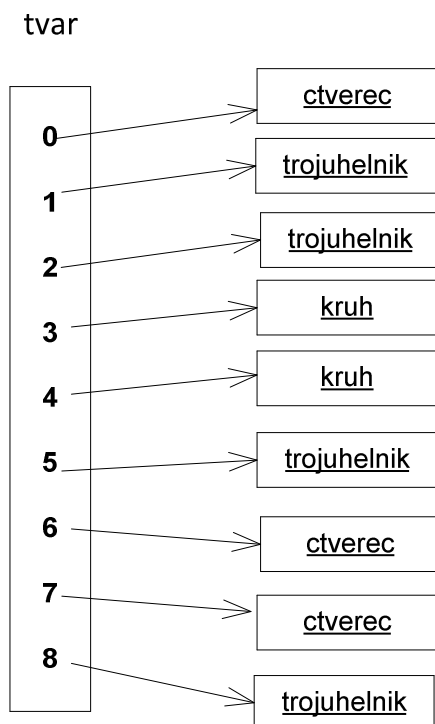 tvar
0 ctverec
1 trojuhelnik
2 trojuhelnik
3 kruh
4 kruh
5 trojuhelnik
6 ctverec
7 ctverec
8 trojuhelnik